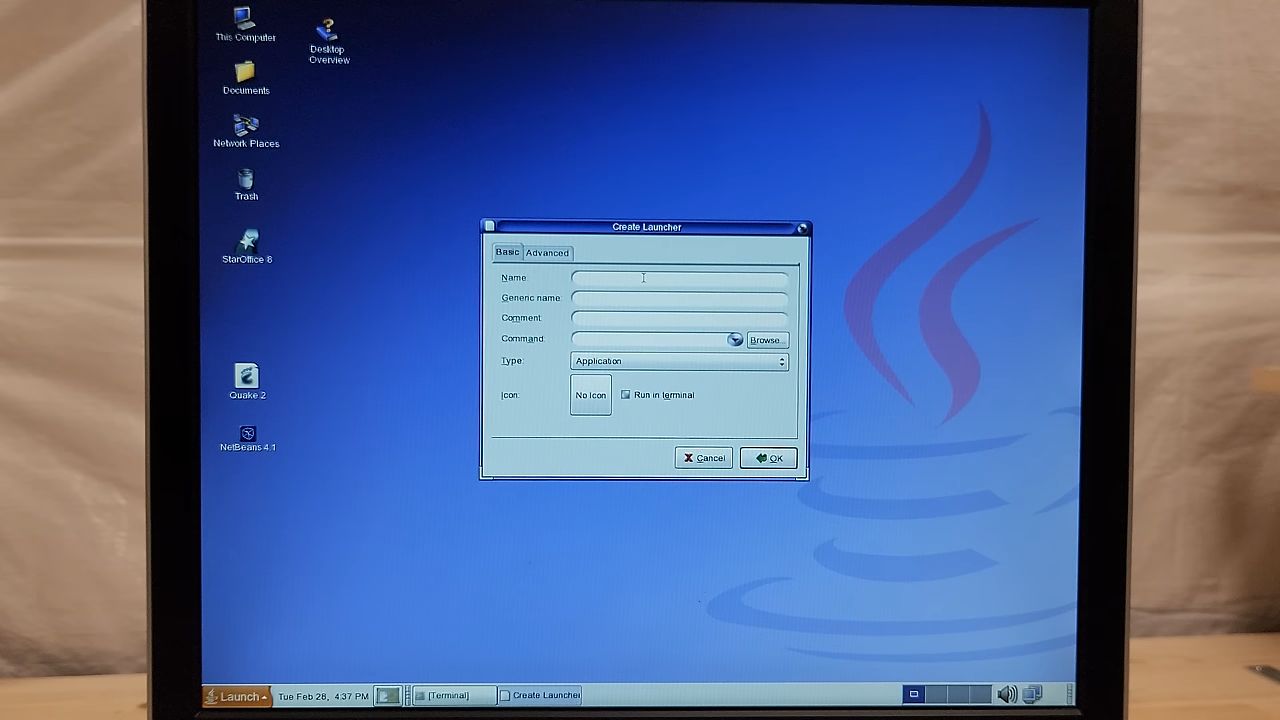 This Computer
Desktop
Overview
Documents
Network Places
Trash
StarOffice 8
Quake 2
NetBeans 4.1
Create Launcher
Basic
Advanced
Name:
Generic name:
Comment:
Command:
Browse...
Type:
Application
Icon:
No Icon
Run in terminal
Cancel
OK
Launch
Tue Feb 28, 4:37 PM
[Terminal]
Create Launcher